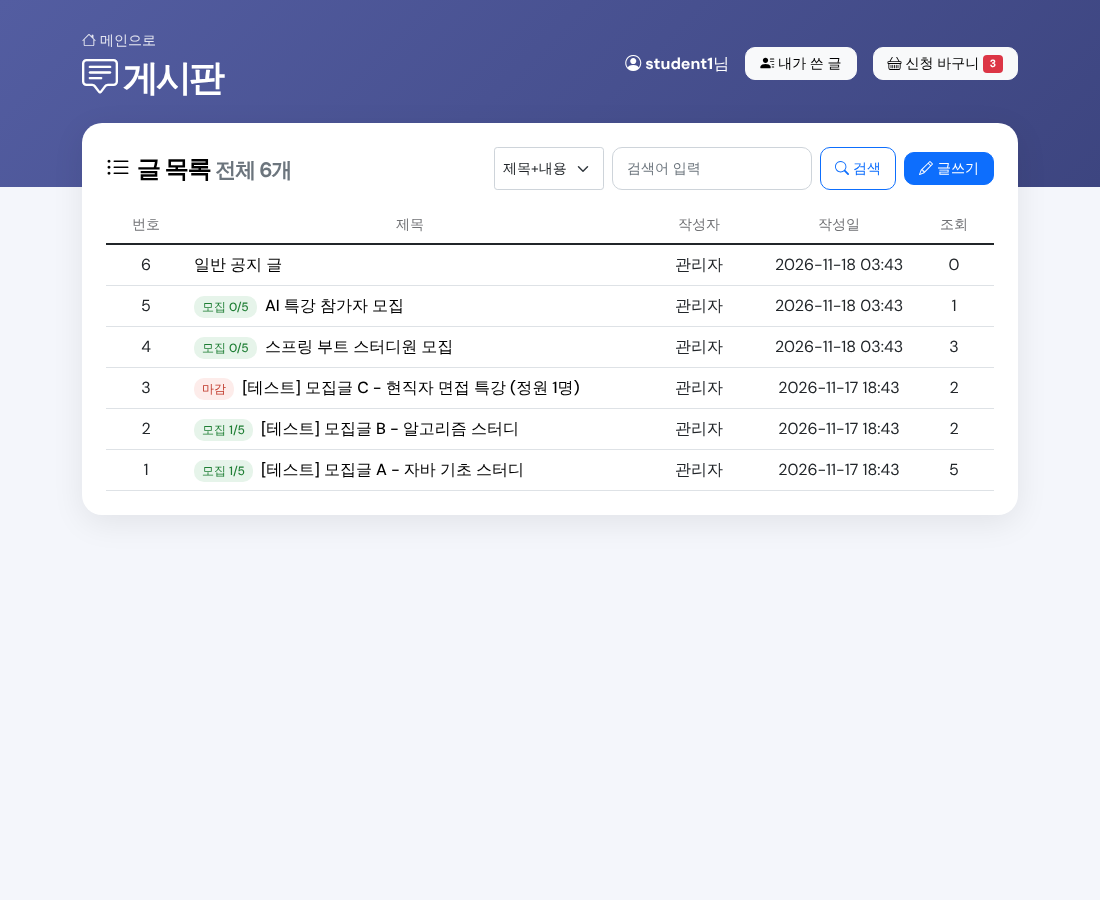 메인으로
게시판
student1님
내가 쓴 글
신청 바구니 3
글 목록 전체 6개
제목+내용
검색어 입력
검색
글쓰기
번호 제목 작성자 작성일 조회
6 일반 공지 글 관리자 2026-11-18 03:43 0
5 모집 0/5 AI 특강 참가자 모집 관리자 2026-11-18 03:43 1
4 모집 0/5 스프링 부트 스터디원 모집 관리자 2026-11-18 03:43 3
3 마감 [테스트] 모집글 C - 현직자 면접 특강 (정원 1명) 관리자 2026-11-17 18:43 2
2 모집 1/5 [테스트] 모집글 B - 알고리즘 스터디 관리자 2026-11-17 18:43 2
1 모집 1/5 [테스트] 모집글 A - 자바 기초 스터디 관리자 2026-11-17 18:43 5